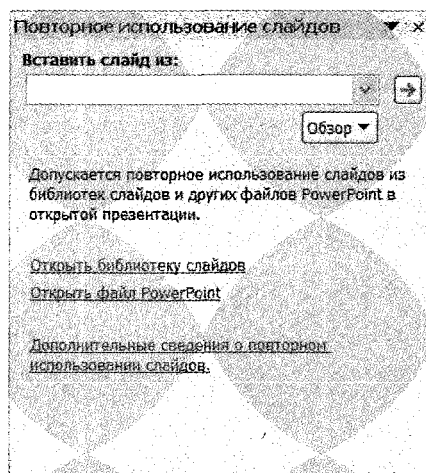 Повторное использование слайдов
Вставить слайд из:
Обзор
Допускается повторное использование слайдов из
библиотек слайдов и других файлов PowerPoint в
открытой презентации.
Открыть библиотеку слайдов
Открыть файл PowerPoint
Дополнительные сведения о повторном
использовании слайдов.